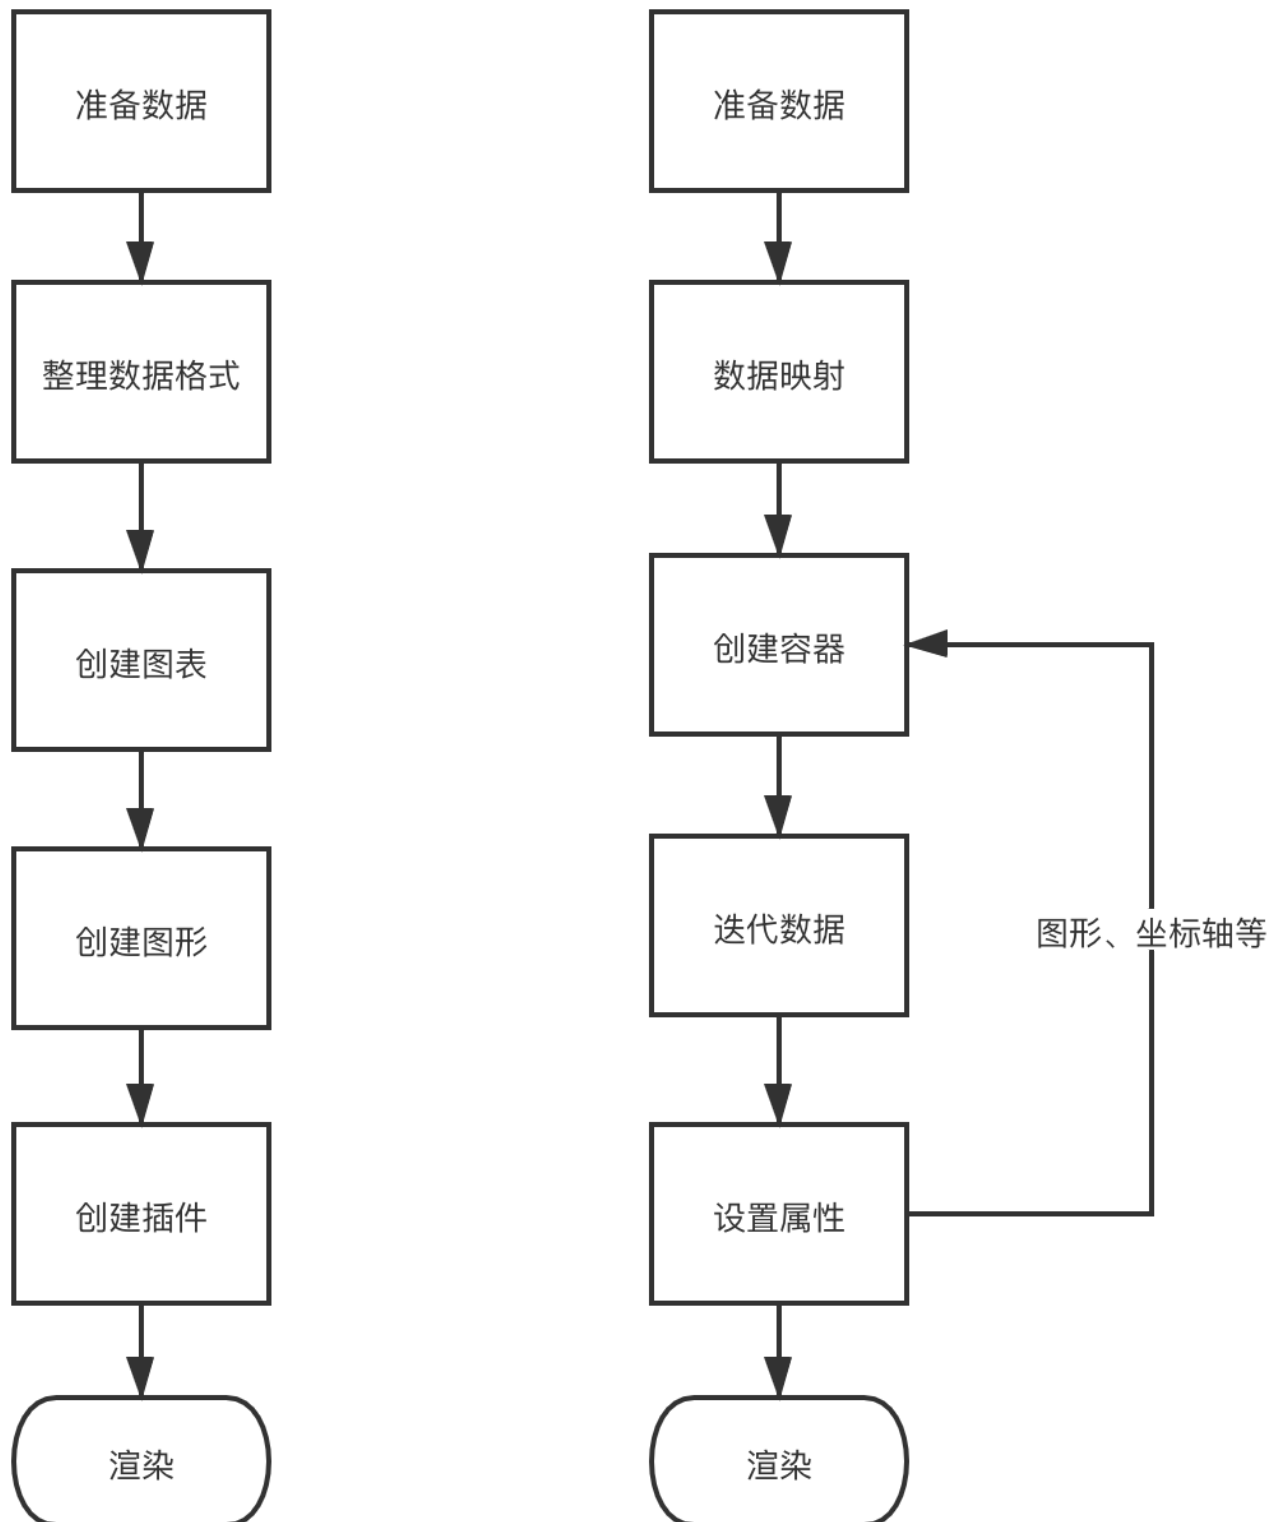 准备数据
整理数据格式
创建图表
创建图形
创建插件
渲染
准备数据
数据映射
创建容器
迭代数据
图形、坐标轴等
设置属性
渲染